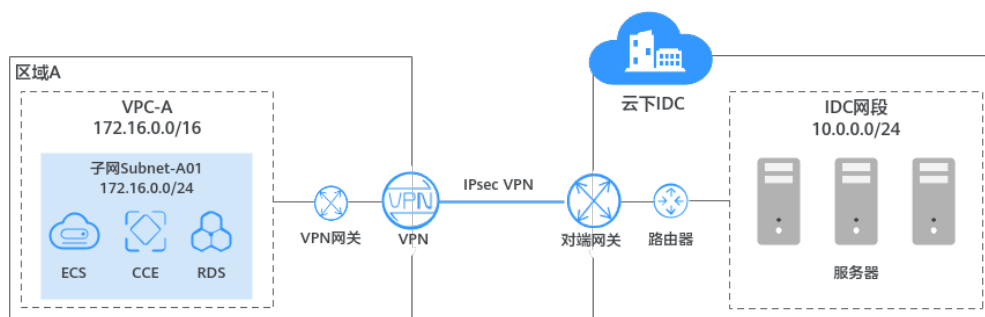 区域A
VPC-A
172.16.0.0/16
子网Subnet-A01
172.16.0.0/24
ECS
CCE
RDS
VPN网关
VPN
VPN
IPsec VPN
云下IDC
对端网关
路由器
IDC网段
10.0.0.0/24
服务器